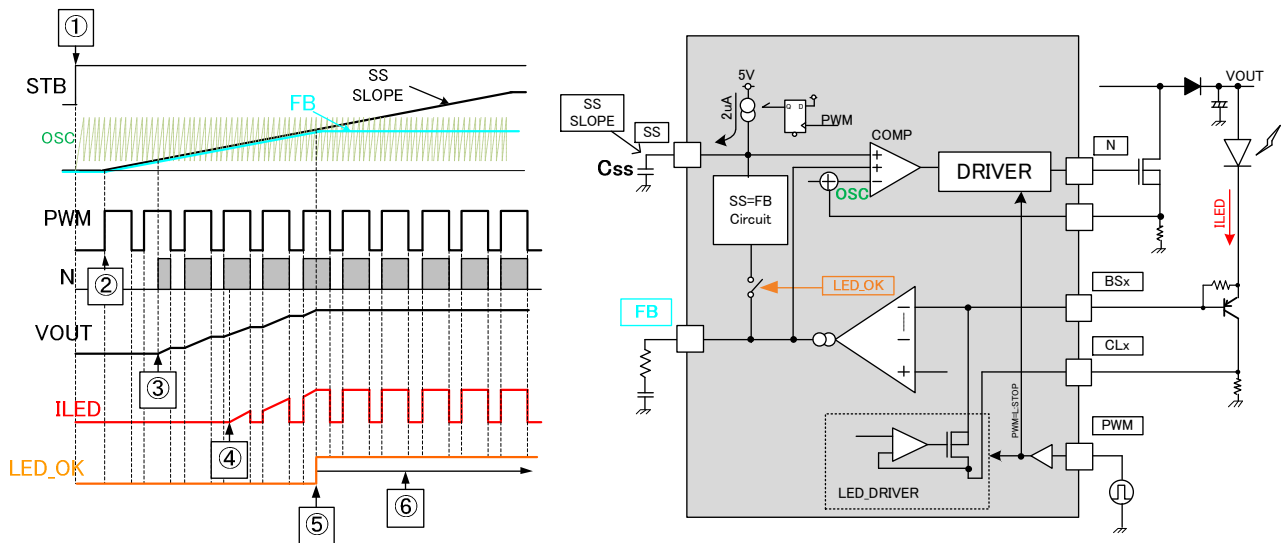 ①
STB
SS
SLOPE
FB
OSC
PWM
②
N
VOUT
③
ILED
④
LED_OK
⑤
⑥
SS
SLOPE
SS
Css
2uA
5V
Q D
PWM
COMP
DRIVER
OSC
SS=FB
Circuit
LED_OK
FB
PWM=L:STOP
LED_DRIVER
N
VOUT
ILED
BSx
CLx
PWM